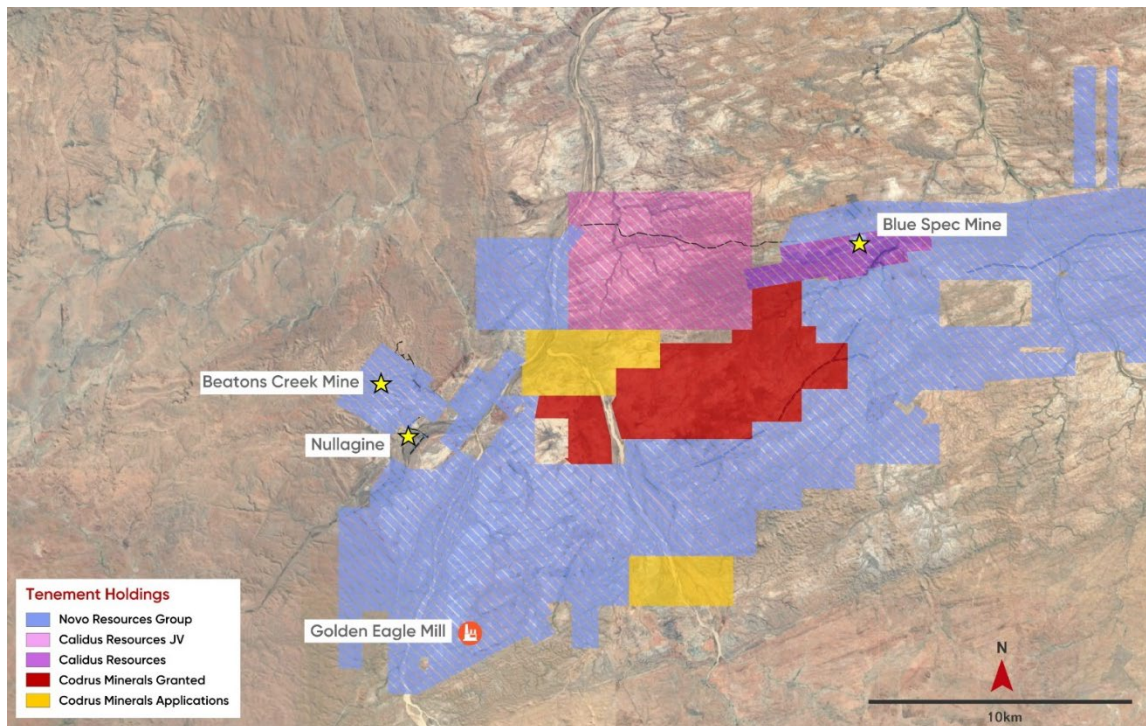 Blue Spec Mine
Beatons Creek Mine
Nullagine
Golden Eagle Mill
Tenement Holdings
Novo Resources Group
Calidus Resources JV
Calidus Resources
Codrus Minerals Granted
Codrus Minerals Applications
N
10km